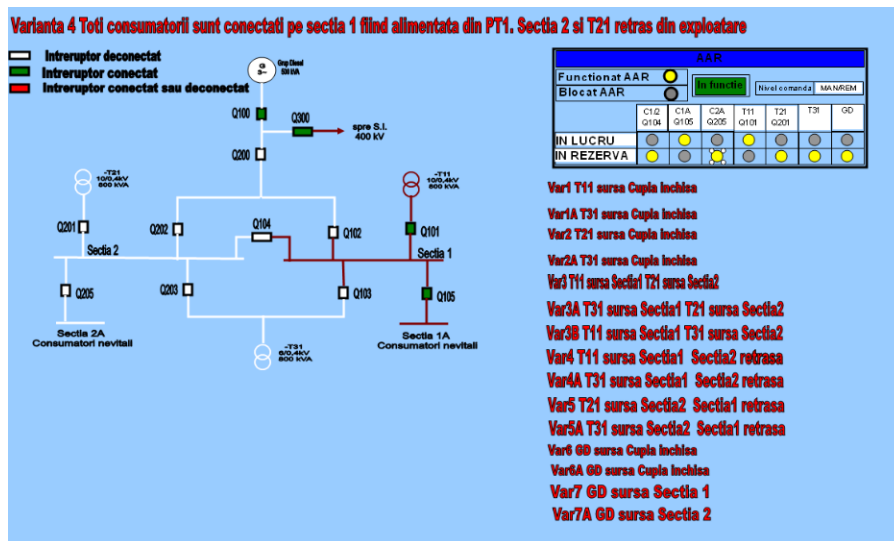 Varianta 4 Toti consumatorii sunt conectati pe sectia 1 fiind alimentata din PT1. Sectia 2 si T21 retras din exploatare
Intreruptor deconectat
Intreruptor conectat
Intreruptor conectat sau deconectat
G
3~
Grup Diesel
500 kVA
Q100
Q300
spre S.I.
400 kV
Q200
-T21
10/0,4kV
800 kVA
-T11
10/0,4kV
800 kVA
Q201
Q202
Q104
Q102
Q101
Sectia 2
Sectia 1
Q205
Q203
Q103
Q105
Sectia 2A
Consumatori nevitali
Sectia 1A
Consumatori nevitali
-T31
6/0,4kV
800 kVA
AAR
Functionat AAR
Blocat AAR
In functie
Nivel comanda MAN/REM
C1/2 C1A C2A T11 T21 T31 GD
Q104 Q105 Q205 Q101 Q201
IN LUCRU
IN REZERVA
Var1 T11 sursa Cupla inchisa
Var1A T31 sursa Cupla inchisa
Var2 T21 sursa Cupla inchisa
Var2A T31 sursa Cupla inchisa
Var3 T11 sursa Sectia1 T21 sursa Sectia2
Var3A T31 sursa Sectia1 T21 sursa Sectia2
Var3B T11 sursa Sectia1 T31 sursa Sectia2
Var4 T11 sursa Sectia1 Sectia2 retrasa
Var4A T31 sursa Sectia1 Sectia2 retrasa
Var5 T21 sursa Sectia2 Sectia1 retrasa
Var5A T31 sursa Sectia2 Sectia1 retrasa
Var6 GD sursa Cupla inchisa
Var6A GD sursa Cupla inchisa
Var7 GD sursa Sectia 1
Var7A GD sursa Sectia 2